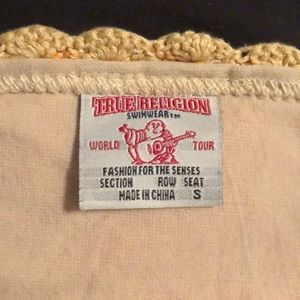 TRUE RELIGION
SWIMWEAR™
WORLD TOUR
FASHION FOR THE SENSES
SECTION ROW SEAT
MADE IN CHINA S